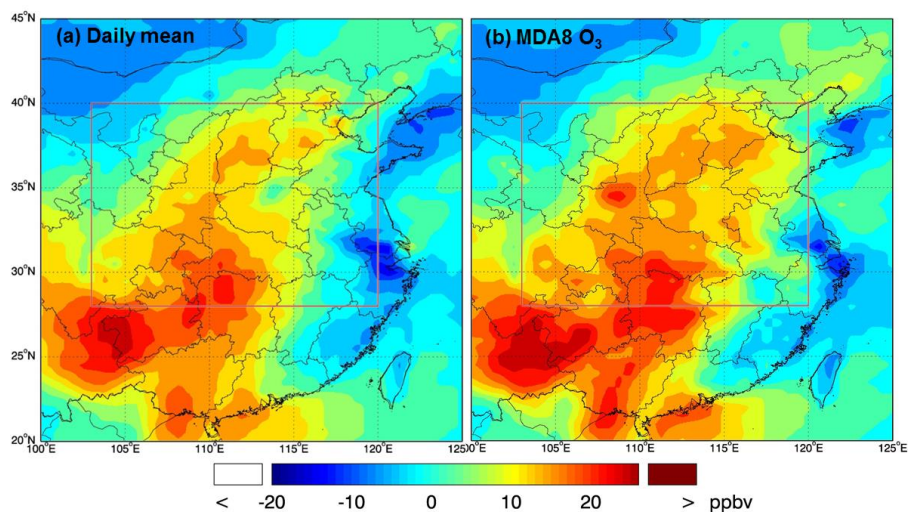 (a) Daily mean
(b) MDA8 O₃
45°N
40°N
35°N
30°N
25°N
20°N
100°E 105°E 110°E 115°E 120°E 125°E
100°E 105°E 110°E 115°E 120°E 125°E
< -20 -10 0 10 20 > ppbv